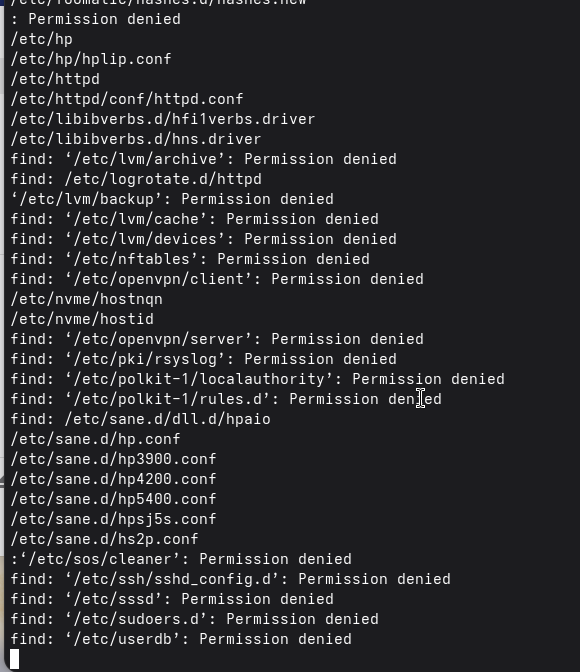 : Permission denied
/etc/hp
/etc/hp/hplip.conf
/etc/httpd
/etc/httpd/conf/httpd.conf
/etc/libibverbs.d/hfi1verbs.driver
/etc/libibverbs.d/hns.driver
find: ‘/etc/lvm/archive’: Permission denied
find: /etc/logrotate.d/httpd
‘/etc/lvm/backup’: Permission denied
find: ‘/etc/lvm/cache’: Permission denied
find: ‘/etc/lvm/devices’: Permission denied
find: ‘/etc/nftables’: Permission denied
find: ‘/etc/openvpn/client’: Permission denied
/etc/nvme/hostnqn
/etc/nvme/hostid
find: ‘/etc/openvpn/server’: Permission denied
find: ‘/etc/pki/rsyslog’: Permission denied
find: ‘/etc/polkit-1/localauthority’: Permission denied
find: ‘/etc/polkit-1/rules.d’: Permission denied
find: /etc/sane.d/dll.d/hpaio
/etc/sane.d/hp.conf
/etc/sane.d/hp3900.conf
/etc/sane.d/hp4200.conf
/etc/sane.d/hp5400.conf
/etc/sane.d/hpsj5s.conf
/etc/sane.d/hs2p.conf
:‘/etc/sos/cleaner’: Permission denied
find: ‘/etc/ssh/sshd_config.d’: Permission denied
find: ‘/etc/sssd’: Permission denied
find: ‘/etc/sudoers.d’: Permission denied
find: ‘/etc/userdb’: Permission denied